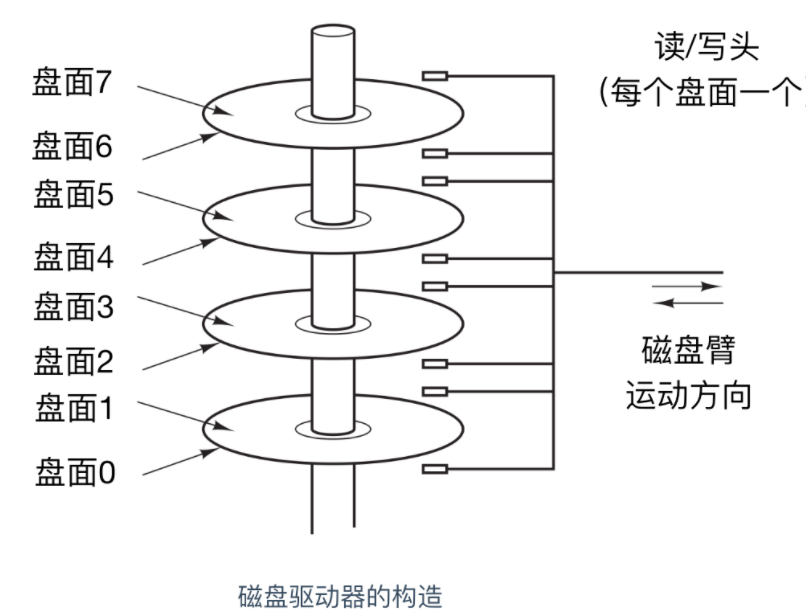 盘面7
盘面6
盘面5
盘面4
盘面3
盘面2
盘面1
盘面0
读/写头
(每个盘面一个)
磁盘臂
运动方向
磁盘驱动器的构造